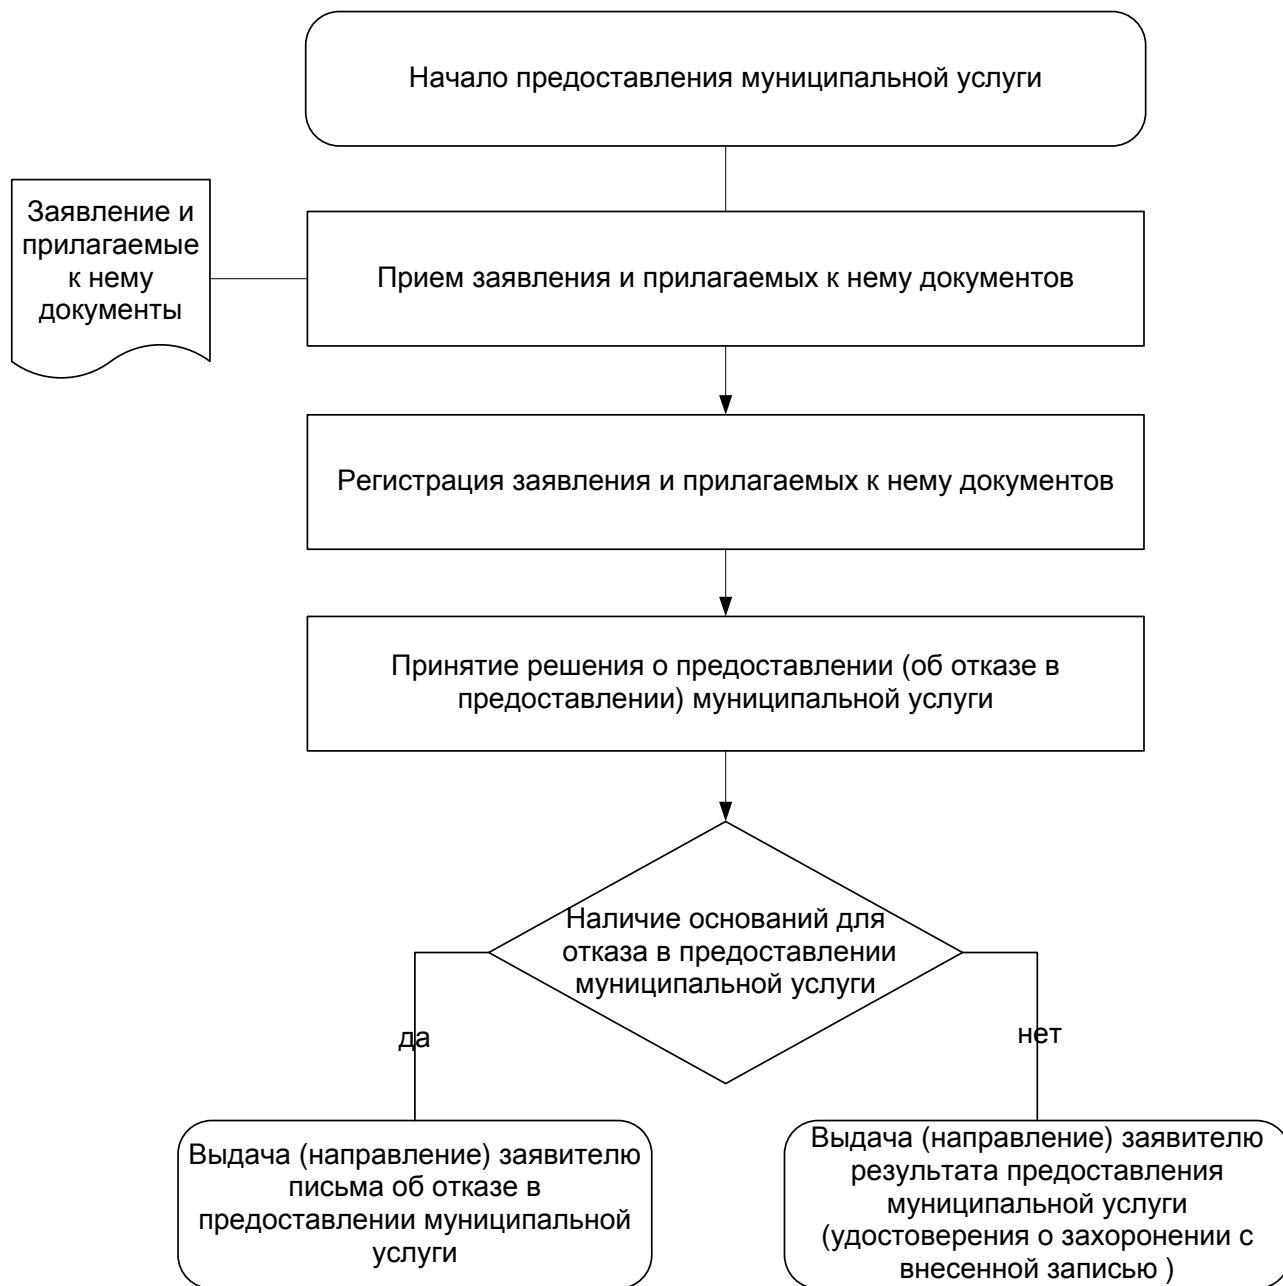 Начало предоставления муниципальной услуги
Заявление и
прилагаемые
к нему
документы
Прием заявления и прилагаемых к нему документов
Регистрация заявления и прилагаемых к нему документов
Принятие решения о предоставлении (об отказе в
предоставлении) муниципальной услуги
Наличие оснований для
отказа в предоставлении
муниципальной услуги
да
нет
Выдача (направление) заявителю
письма об отказе в
предоставлении муниципальной
услуги
Выдача (направление) заявителю
результата предоставления
муниципальной услуги
(удостоверения о захоронении с
внесенной записью )